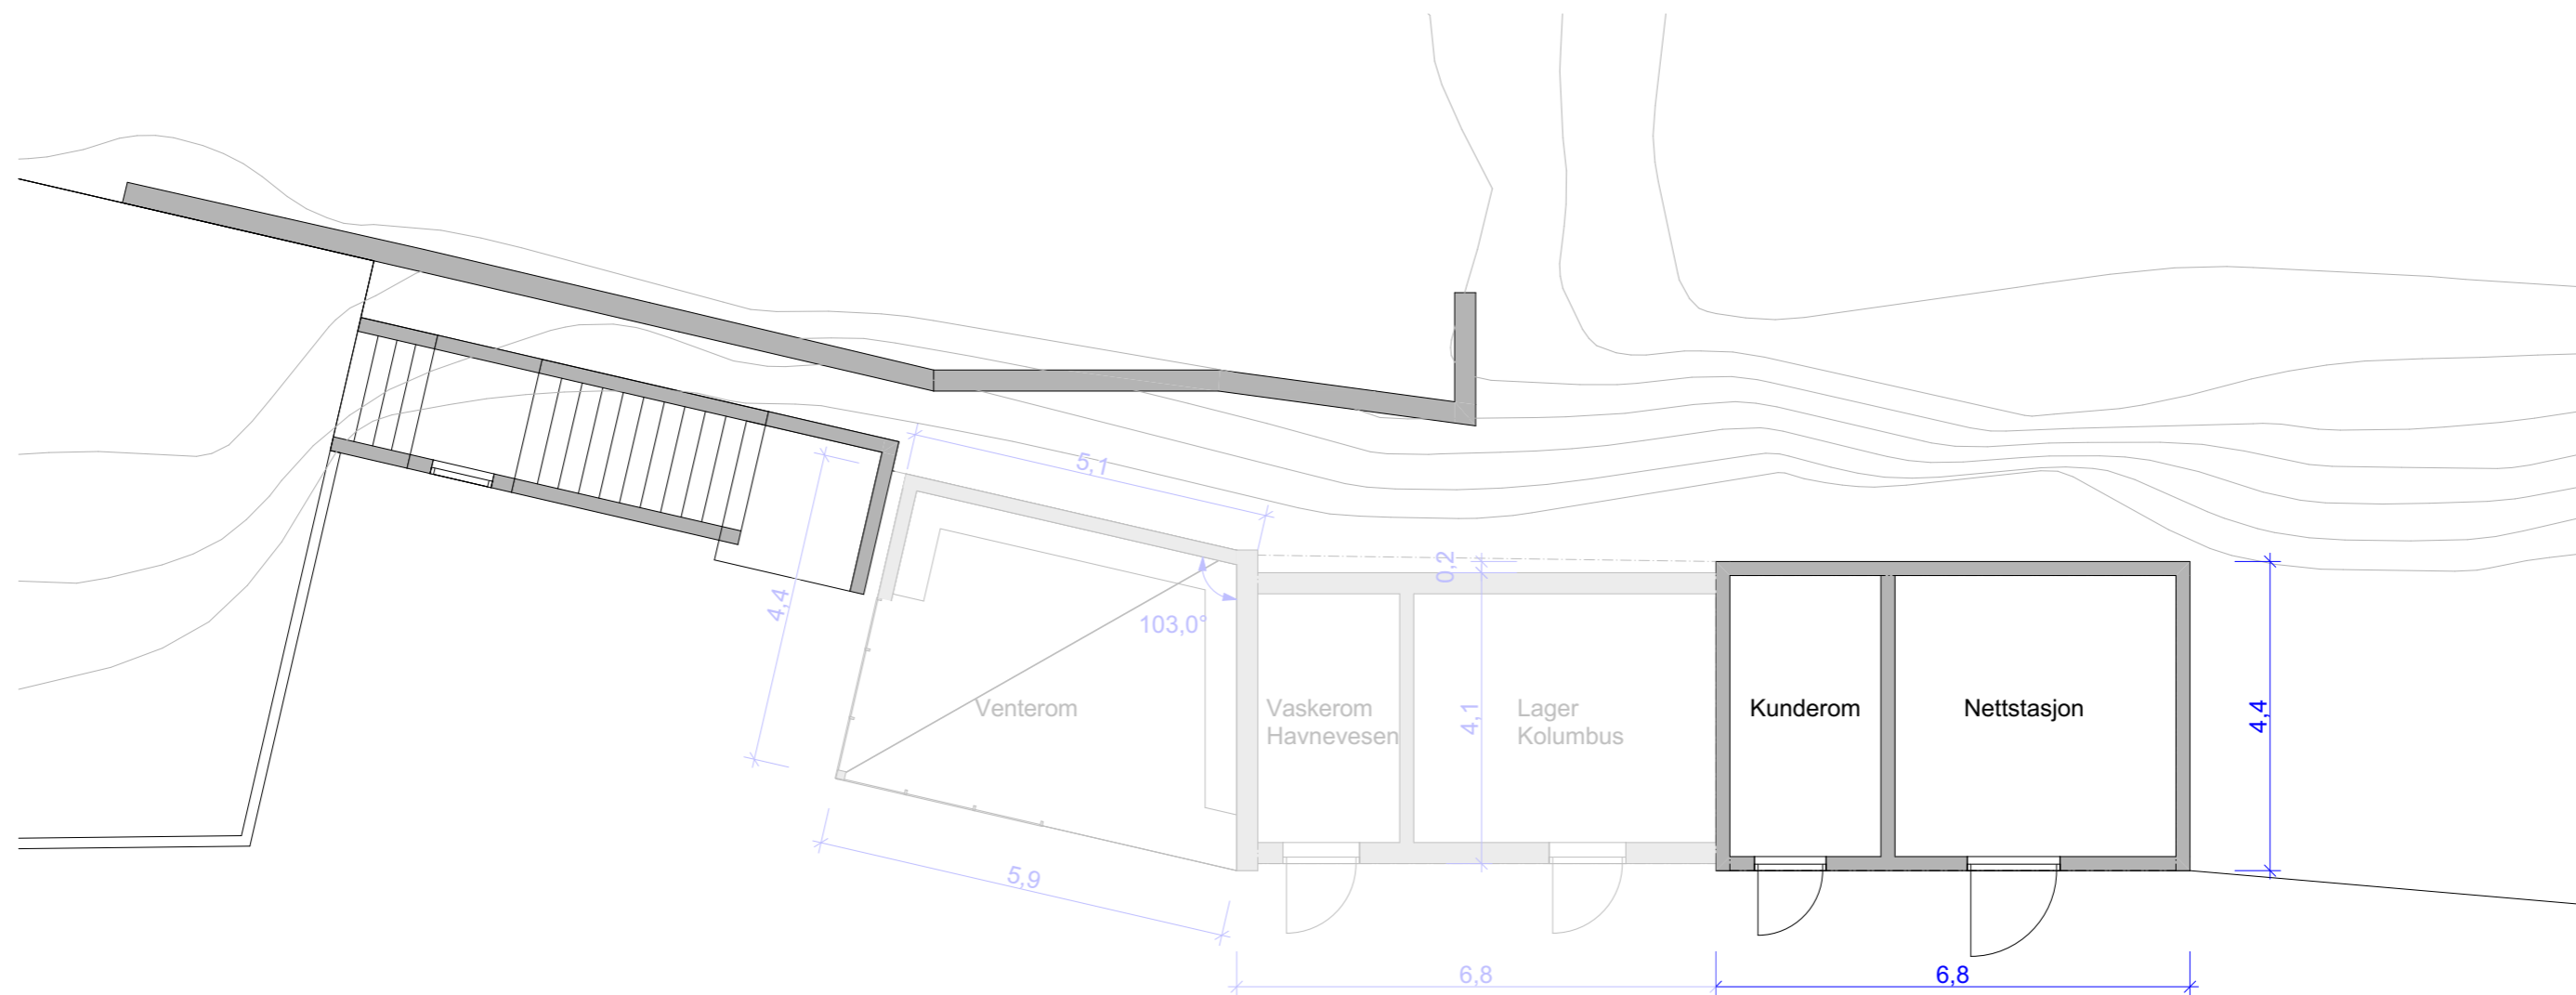 5,1
0,2
4,4
103,0°
Venterom
Vaskerom
Havnevesen
4,1
Lager
Kolumbus
Kunderom
Nettstasjon
4,4
5,9
6,8
6,8